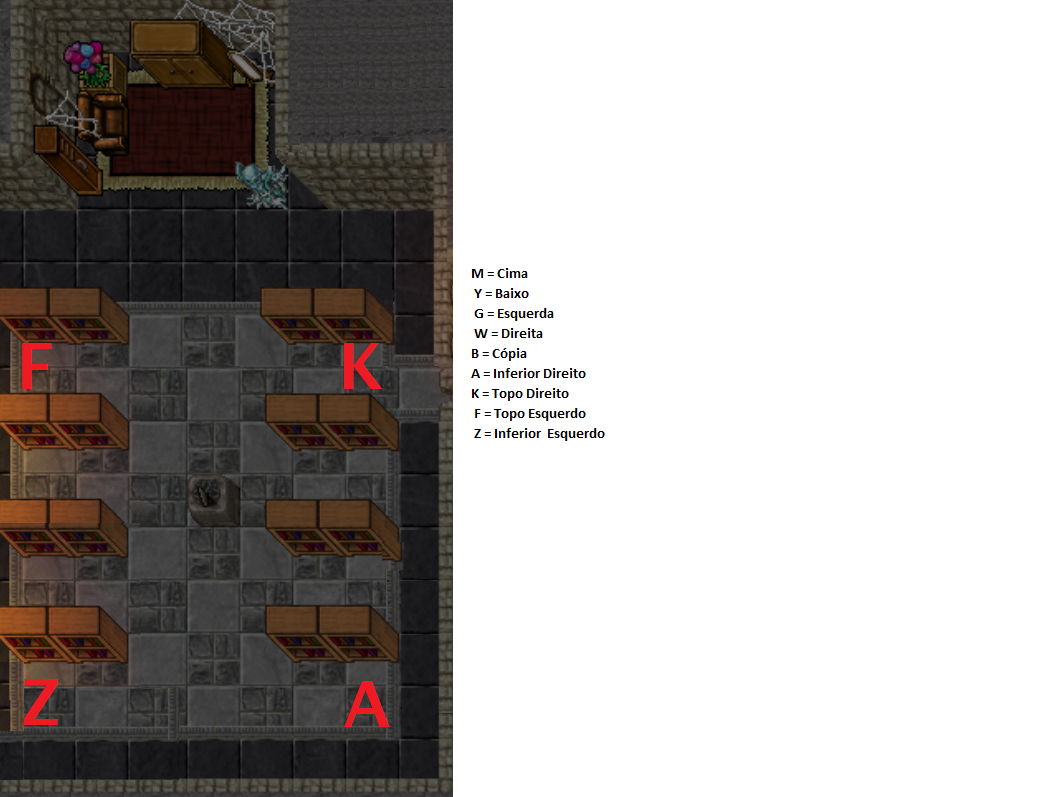 F K
Z A
M = Cima
Y = Baixo
G = Esquerda
W = Direita
B = Cópia
A = Inferior Direito
K = Topo Direito
F = Topo Esquerdo
Z = Inferior Esquerdo